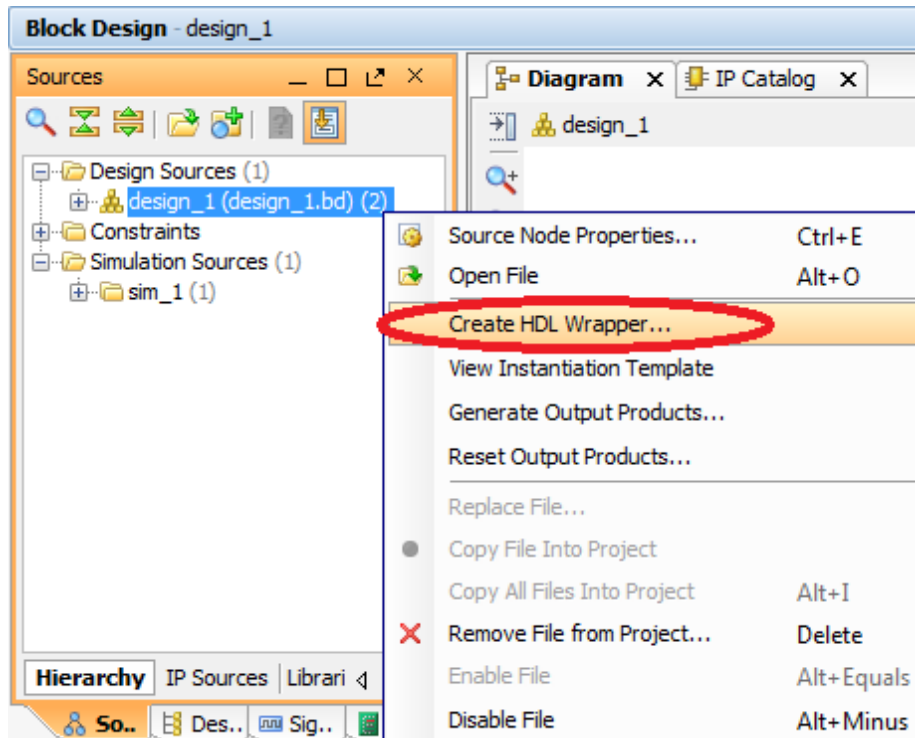 Block Design - design_1
Sources
Diagram
IP Catalog
design_1
Design Sources (1)
design_1 (design_1.bd) (2)
Constraints
Simulation Sources (1)
sim_1 (1)
Source Node Properties... Ctrl+E
Open File Alt+O
Create HDL Wrapper...
View Instantiation Template
Generate Output Products...
Reset Output Products...
Replace File...
Copy File Into Project
Copy All Files Into Project Alt+I
Remove File from Project... Delete
Enable File Alt+Equals
Disable File Alt+Minus
Hierarchy IP Sources Librari
So.. Des.. Sig..